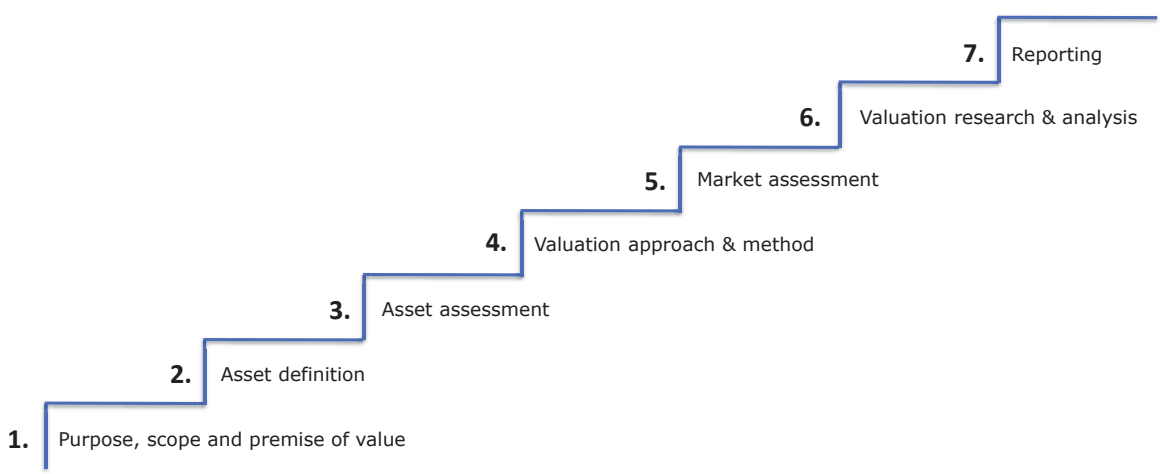 7. Reporting
6. Valuation research & analysis
5. Market assessment
4. Valuation approach & method
3. Asset assessment
2. Asset definition
1. Purpose, scope and premise of value